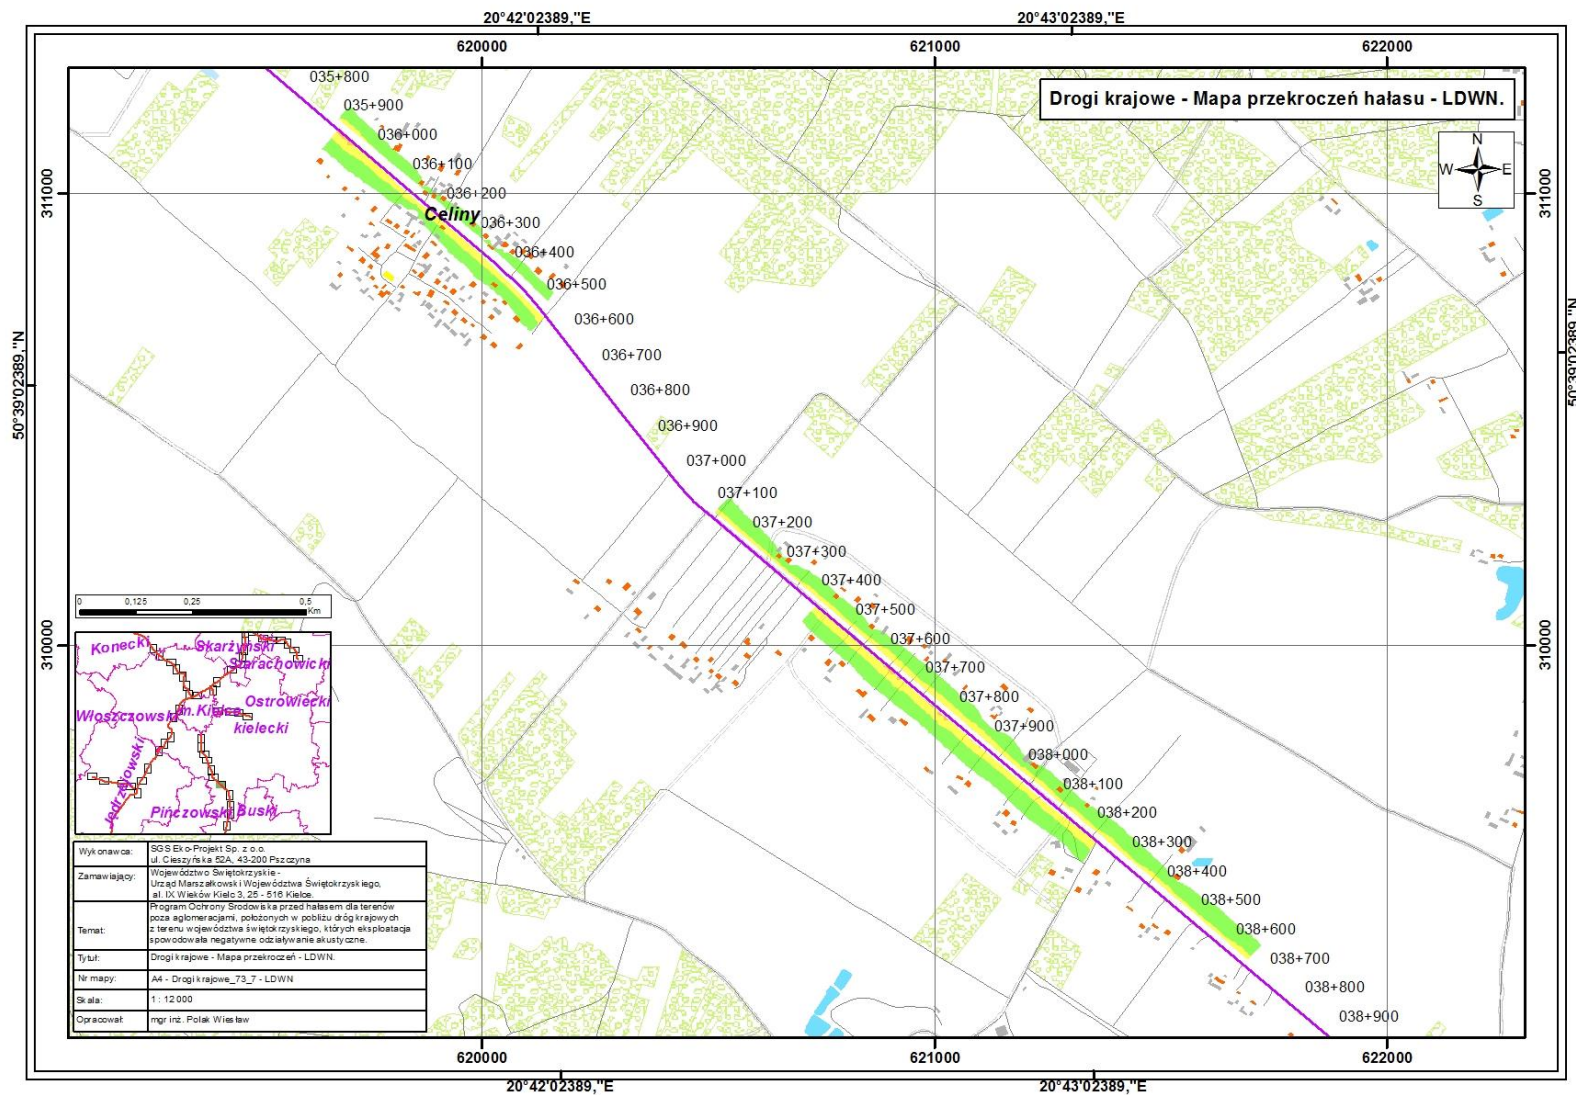 20°42'02389,"E
20°43'02389,"E
620000
621000
622000
Drogi krajowe - Mapa przekroczeń hałasu - LDWN.
N
W
E
S
311000
311000
50°39'02389,"N
50°39'02389,"N
310000
310000
035+800
035+900
036+000
036+100
036+200
Celiny
036+300
036+400
036+500
036+600
036+700
036+800
036+900
037+000
037+100
037+200
037+300
037+400
037+500
037+600
037+700
037+800
037+900
038+000
038+100
038+200
038+300
038+400
038+500
038+600
038+700
038+800
038+900
0 0,125 0,25 0,5
Km
Konecki
Skarżyski
Starachowicki
Ostrowiecki
Włoszczowski
m.Kielce
kielecki
Jędrzejowski
Pińczowski
Buski
Wykonawca: SGS Eko-Projekt Sp. z o.o.
ul. Cieszyńska 52A, 43-200 Pszczyna
Zamawiający: Województwo Świętokrzyskie -
Urząd Marszałkowski Województwa Świętokrzyskiego,
al. IX Wieków Kielc 3, 25 - 516 Kielce.
Temat: Program Ochrony Środowiska przed hałasem dla terenów
poza aglomeracjami, położonych w pobliżu dróg krajowych
z terenu województwa świętokrzyskiego, których eksploatacja
spowodowała negatywne oddziaływanie akustyczne.
Tytuł: Drogi krajowe - Mapa przekroczeń - LDWN.
Nr mapy: A4 - Drogi krajowe_73_7 - LDWN
Skala: 1 : 12 000
Opracował: mgr inż. Polak Wiesław
620000
621000
622000
20°42'02389,"E
20°43'02389,"E